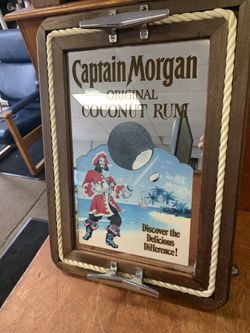 Captain Morgan
ORIGINAL
COCONUT RUM
Discover the
Delicious
Difference!